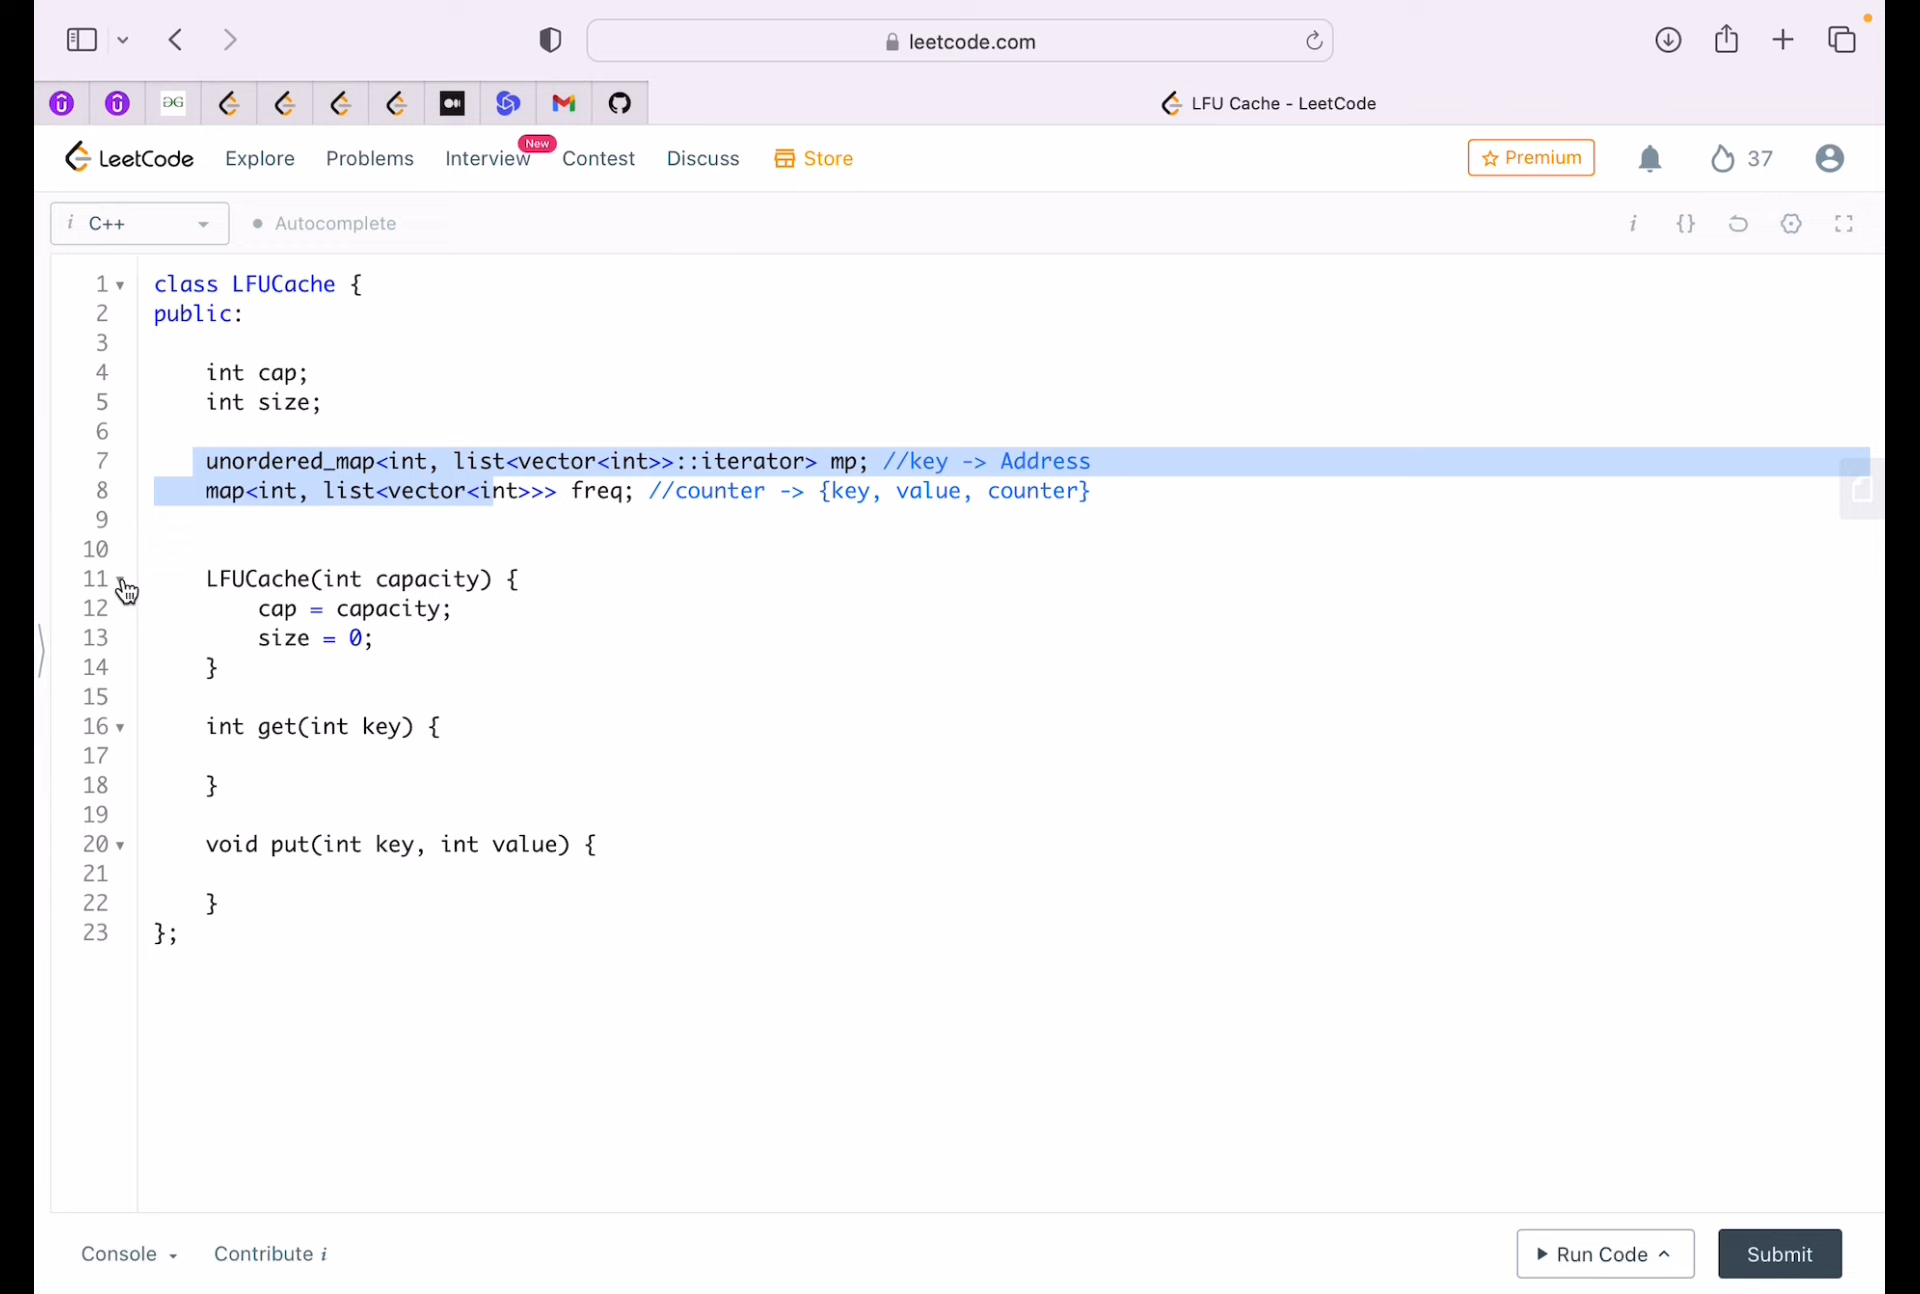 leetcode.com
LFU Cache - LeetCode
LeetCode Explore Problems Interview New Contest Discuss Store Premium 37
i C++ Autocomplete i {}
1 class LFUCache {
2 public:
3
4 int cap;
5 int size;
6
7 unordered_map<int, list<vector<int>>::iterator> mp; //key -> Address
8 map<int, list<vector<int>>> freq; //counter -> {key, value, counter}
9
10
11 LFUCache(int capacity) {
12 cap = capacity;
13 size = 0;
14 }
15
16 int get(int key) {
17
18 }
19
20 void put(int key, int value) {
21
22 }
23 };
Console Contribute i Run Code Submit